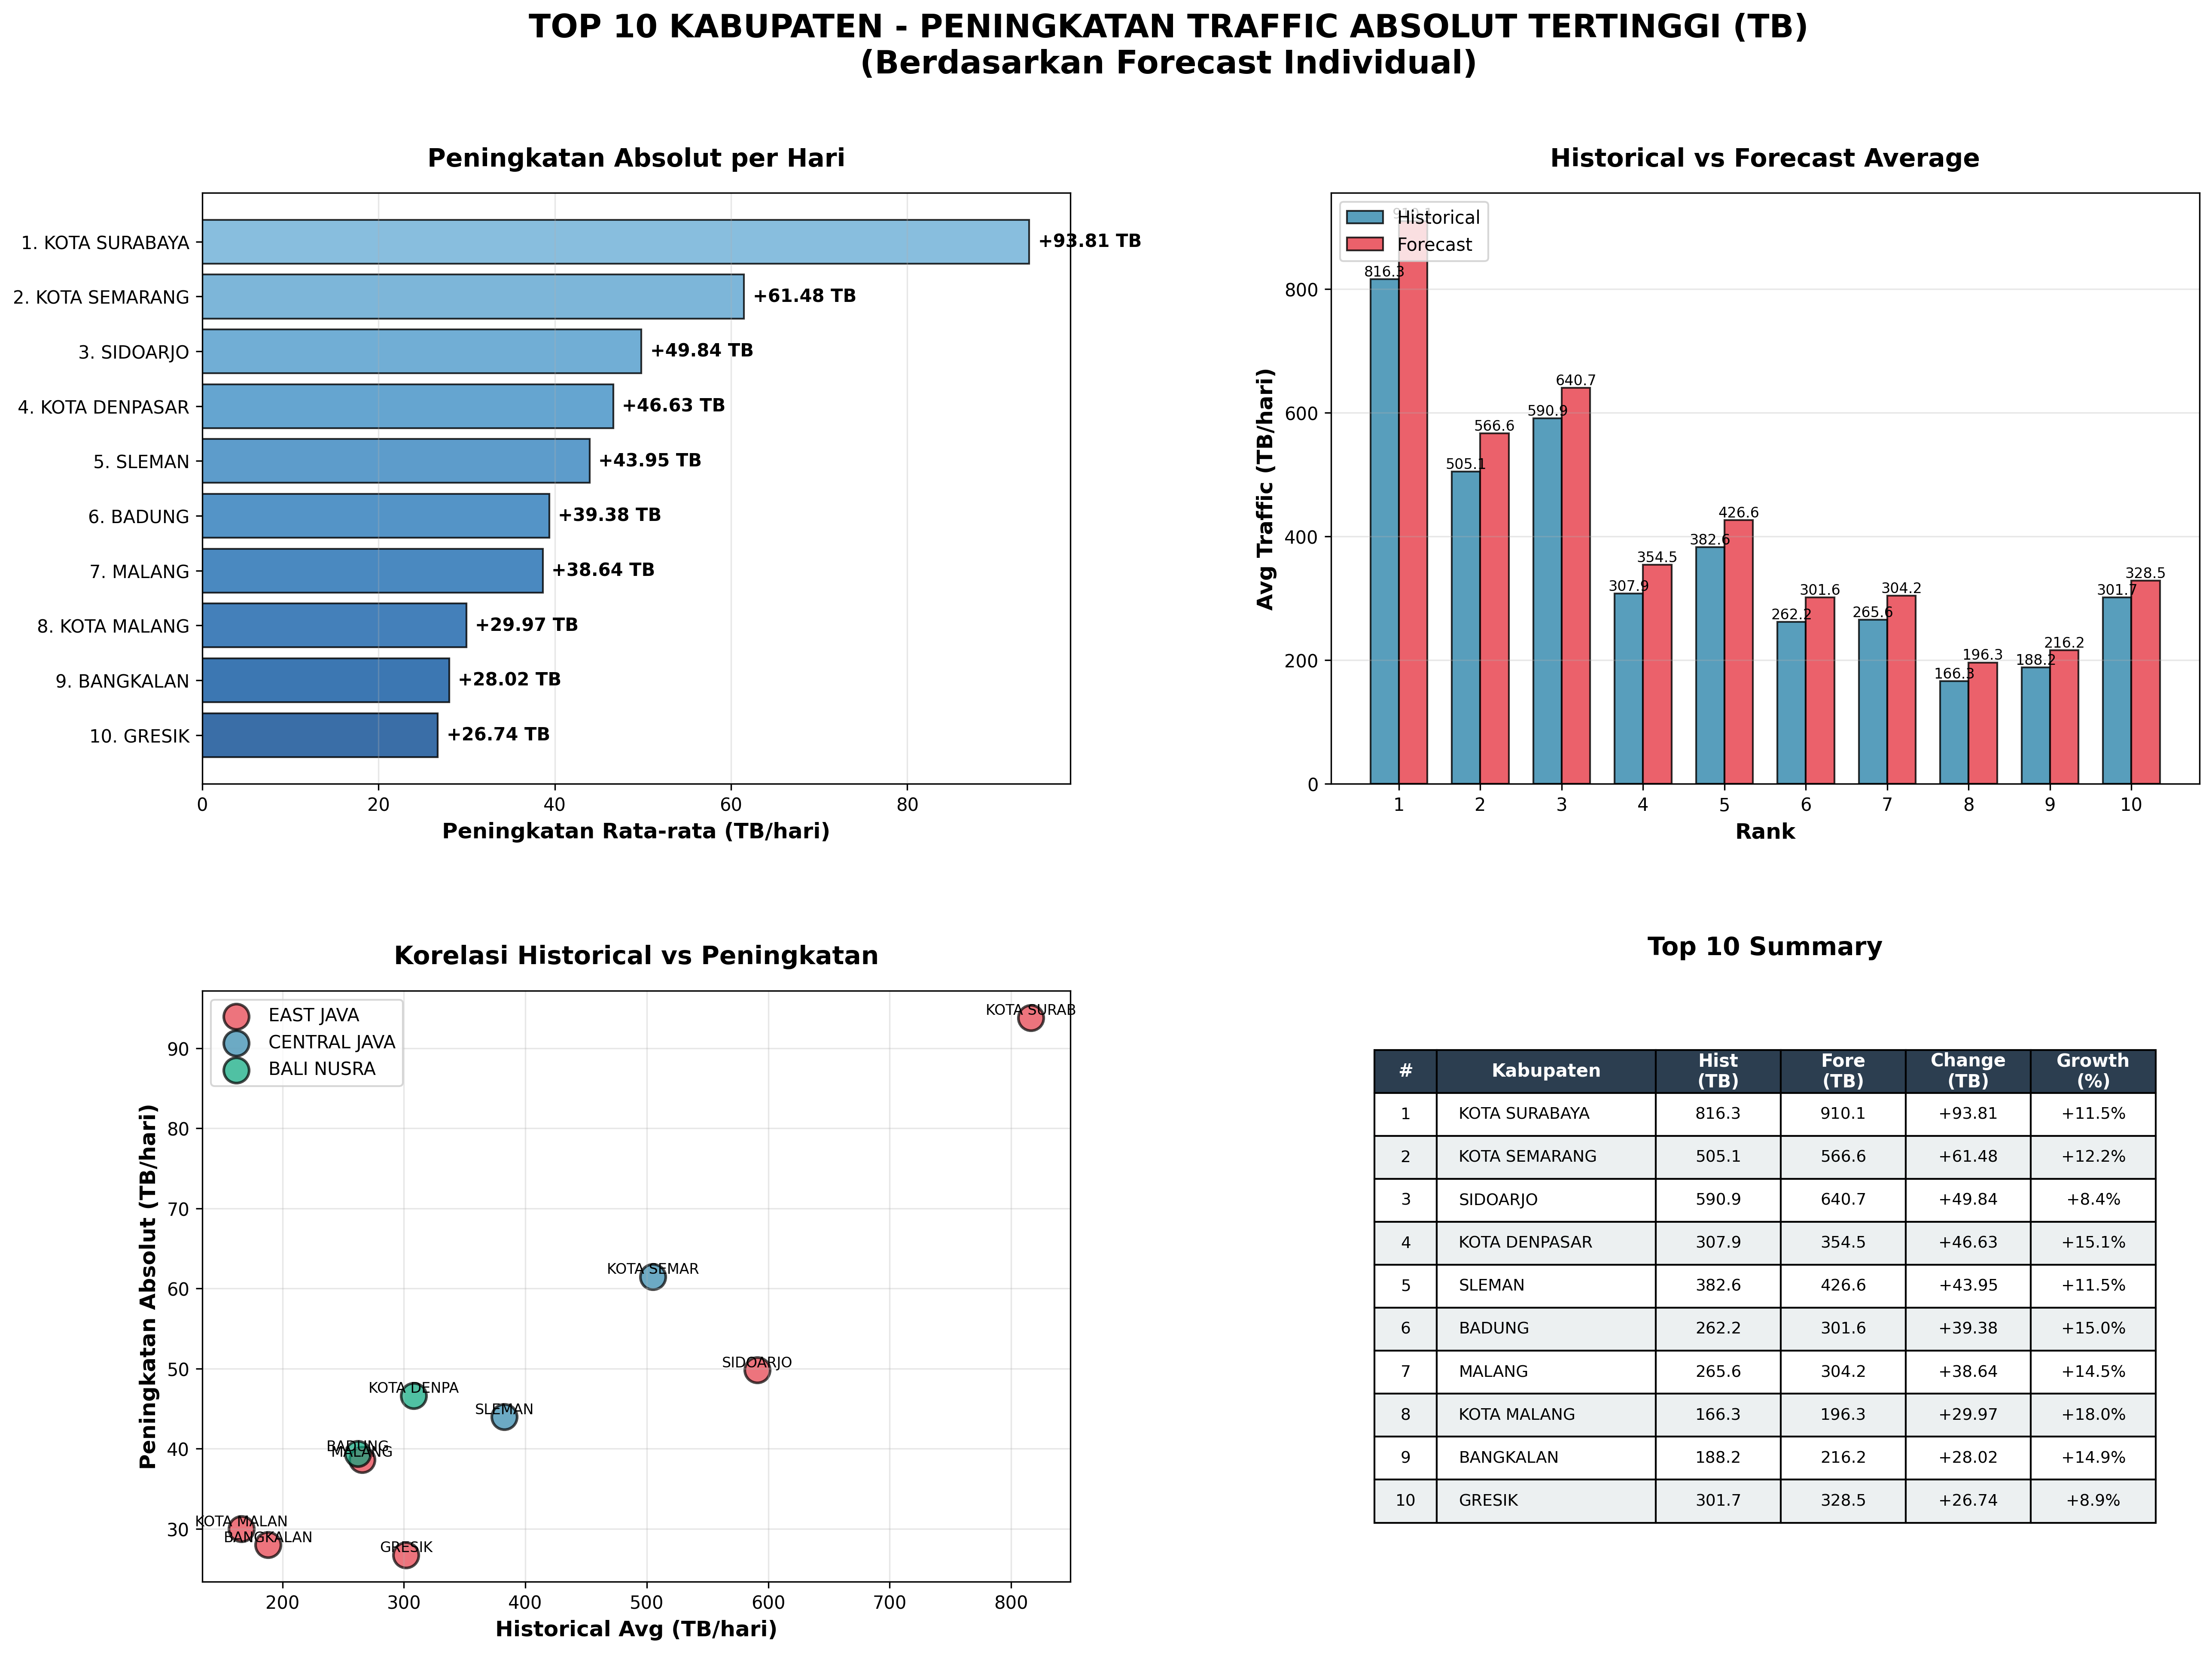 TOP 10 KABUPATEN - PENINGKATAN TRAFFIC ABSOLUT TERTINGGI (TB)
(Berdasarkan Forecast Individual)
Peningkatan Absolut per Hari
1. KOTA SURABAYA
+93.81 TB
2. KOTA SEMARANG
+61.48 TB
3. SIDOARJO
+49.84 TB
4. KOTA DENPASAR
+46.63 TB
5. SLEMAN
+43.95 TB
6. BADUNG
+39.38 TB
7. MALANG
+38.64 TB
8. KOTA MALANG
+29.97 TB
9. BANGKALAN
+28.02 TB
10. GRESIK
+26.74 TB
0 20 40 60 80
Peningkatan Rata-rata (TB/hari)
Historical vs Forecast Average
Historical
Forecast
Avg Traffic (TB/hari)
800
600
400
200
0
816.3
505.1 566.6
590.9 640.7
307.9 354.5
382.6 426.6
262.2 301.6
265.6 304.2
166.3 196.3
188.2 216.2
301.7 328.5
1 2 3 4 5 6 7 8 9 10
Rank
Korelasi Historical vs Peningkatan
EAST JAVA
CENTRAL JAVA
BALI NUSRA
Peningkatan Absolut (TB/hari)
90
80
70
60
50
40
30
KOTA SURAB
KOTA SEMAR
SIDOARJO
KOTA DENPA
SLEMAN
BADUNG
MALANG
KOTA MALAN
BANGKALAN
GRESIK
200 300 400 500 600 700 800
Historical Avg (TB/hari)
Top 10 Summary
# Kabupaten Hist (TB) Fore (TB) Change (TB) Growth (%)
1 KOTA SURABAYA 816.3 910.1 +93.81 +11.5%
2 KOTA SEMARANG 505.1 566.6 +61.48 +12.2%
3 SIDOARJO 590.9 640.7 +49.84 +8.4%
4 KOTA DENPASAR 307.9 354.5 +46.63 +15.1%
5 SLEMAN 382.6 426.6 +43.95 +11.5%
6 BADUNG 262.2 301.6 +39.38 +15.0%
7 MALANG 265.6 304.2 +38.64 +14.5%
8 KOTA MALANG 166.3 196.3 +29.97 +18.0%
9 BANGKALAN 188.2 216.2 +28.02 +14.9%
10 GRESIK 301.7 328.5 +26.74 +8.9%